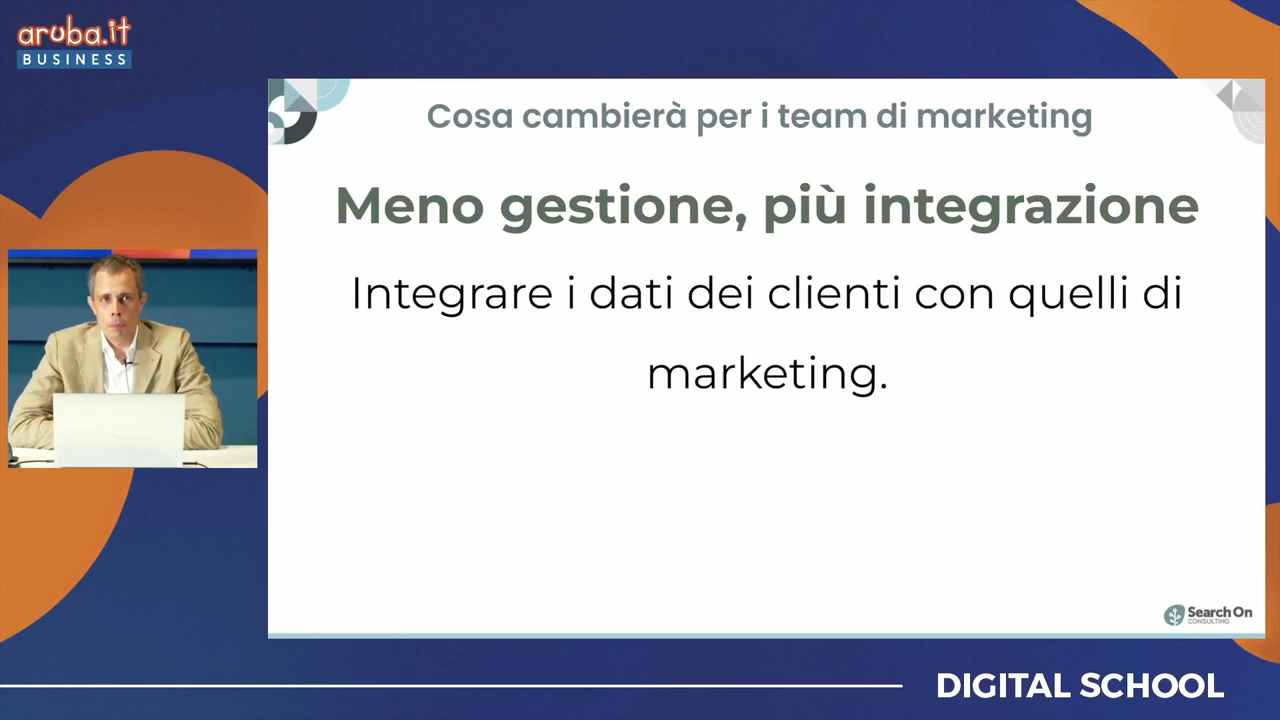 aruba.it
BUSINESS
Cosa cambierà per i team di marketing
Meno gestione, più integrazione
Integrare i dati dei clienti con quelli di
marketing.
Search On
CONSULTING
DIGITAL SCHOOL